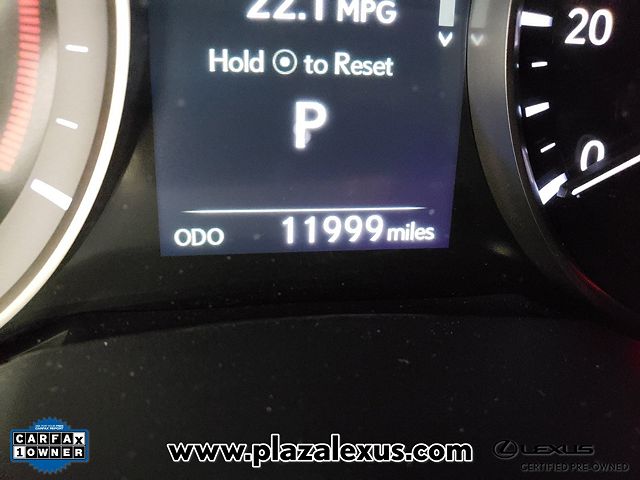 22.1 MPG
Hold to Reset
P
20
0
ODO 11999 miles
CARFAX
1 OWNER
www.plazalexus.com
LEXUS
CERTIFIED PRE-OWNED